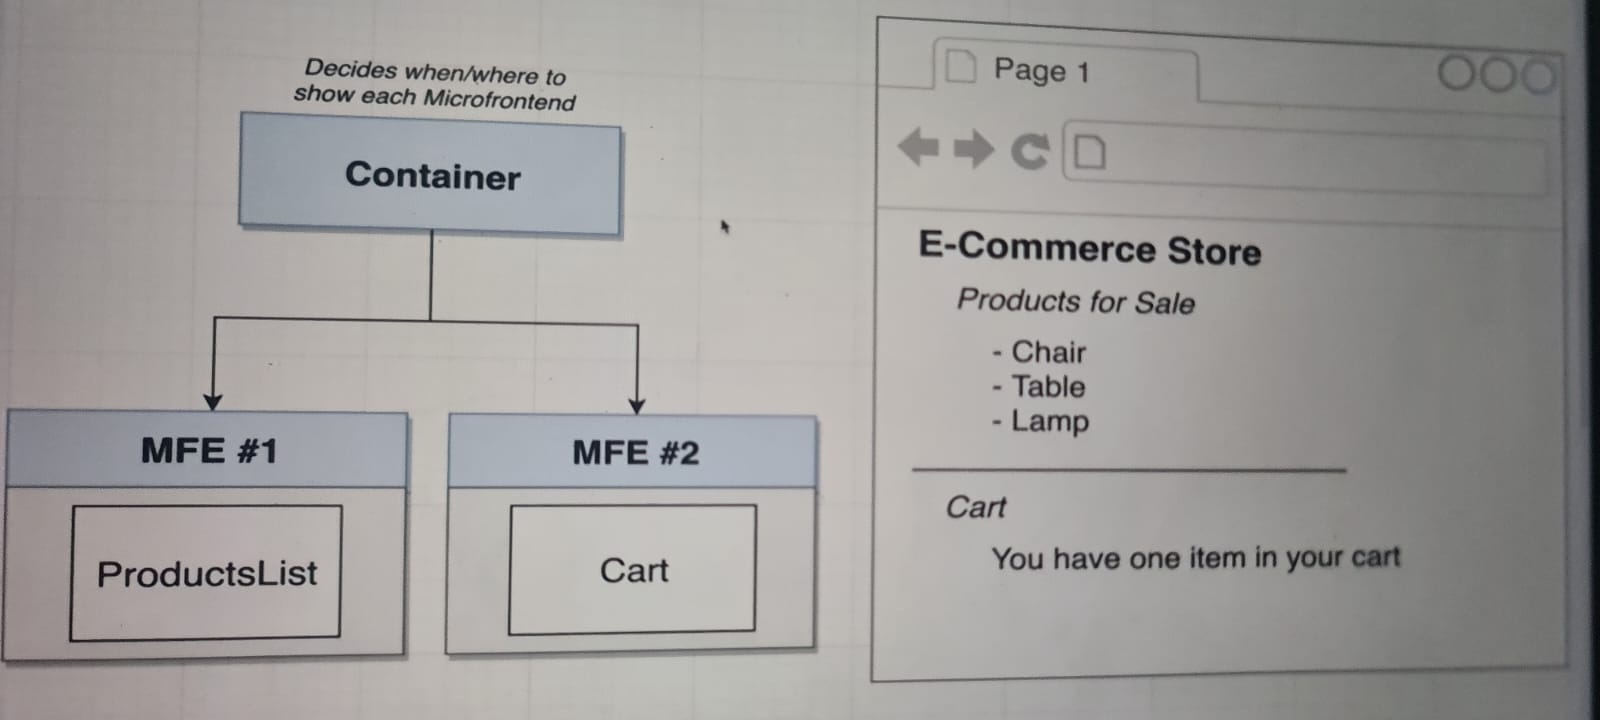 Decides when/where to
show each Microfrontend
Container
MFE #1
ProductsList
MFE #2
Cart
Page 1
E-Commerce Store
Products for Sale
- Chair
- Table
- Lamp
Cart
You have one item in your cart